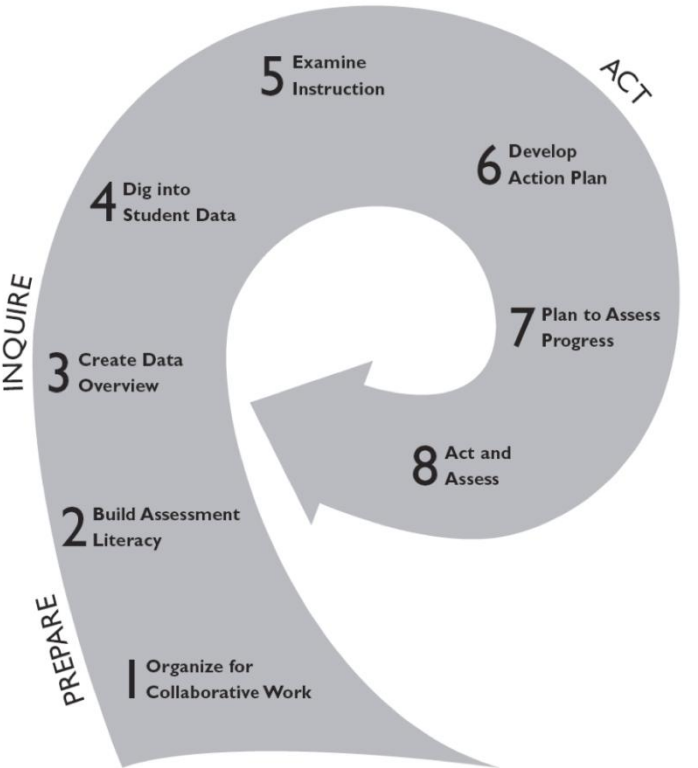 ACT
5 Examine
Instruction
6 Develop
Action Plan
4 Dig into
Student Data
INQUIRE
7 Plan to Assess
Progress
3 Create Data
Overview
8 Act and
Assess
2 Build Assessment
Literacy
PREPARE
1 Organize for
Collaborative Work